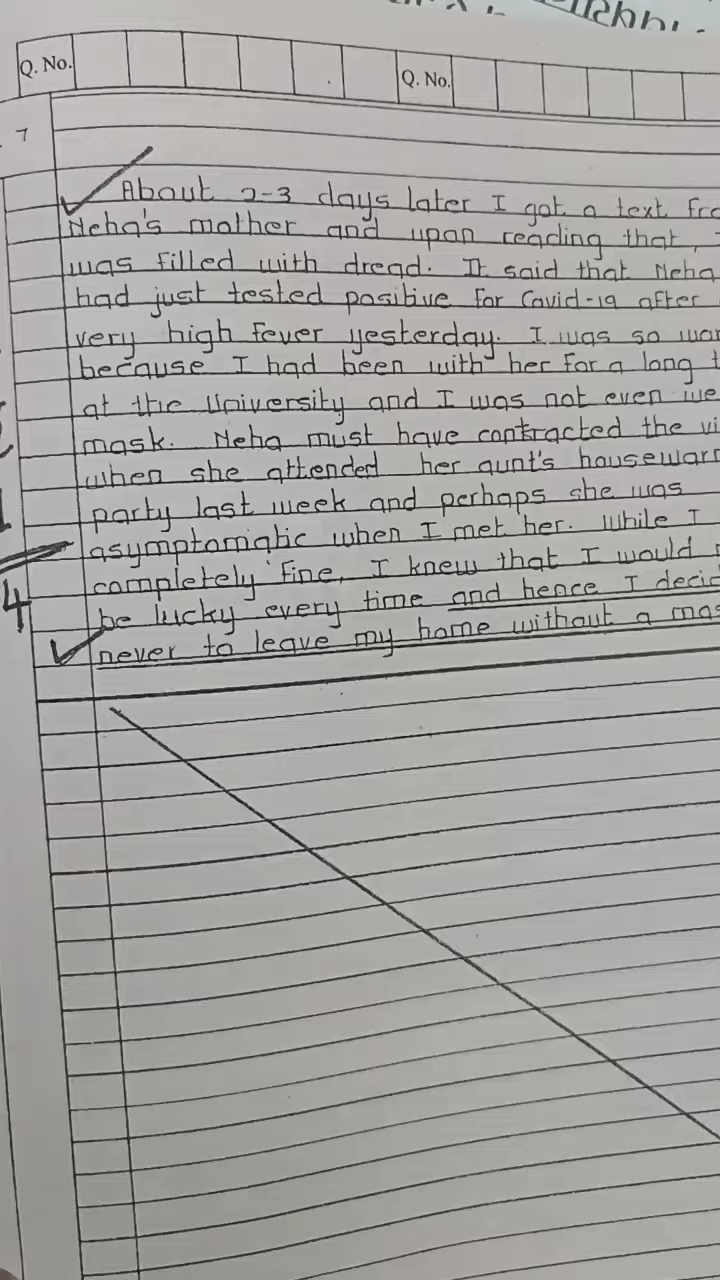 Q. No. Q. No.
7
About 2-3 days later I got a text
Neha's mother and upon reading that,
was filled with dread. It said that Neha
had just tested positive for Covid-19 after
very high fever yesterday. I was so
because I had been with her for a long
at the University and I was not even
mask. Neha must have contracted the
when she attended her aunt's
party last week and perhaps she was
asymptomatic when I met her. While I
completely fine, I knew that I would
be lucky every time and hence I
never to leave my home without a
4